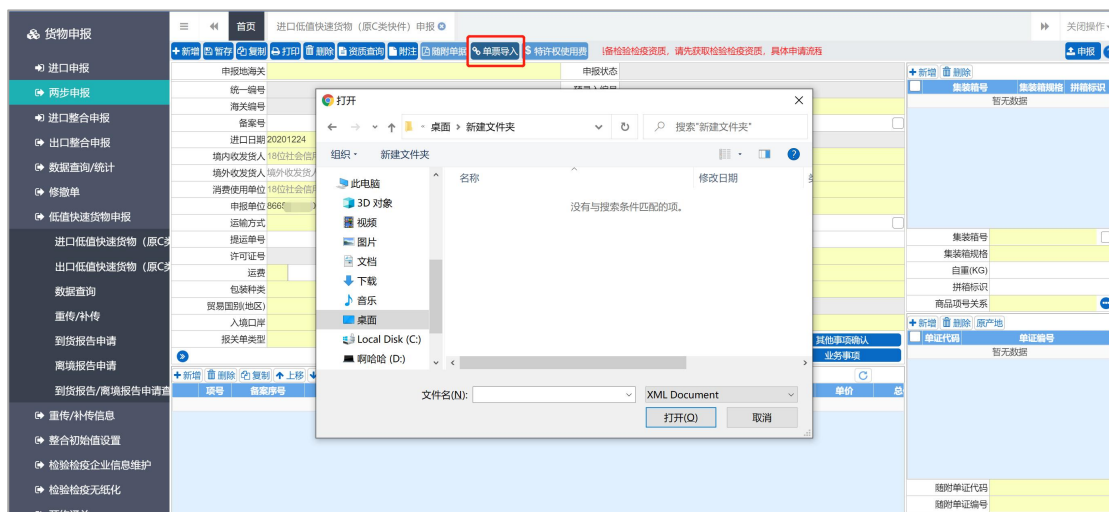 货物申报
首页
进口低值快速货物（原C类快件）申报
关闭操作
新增 暂存 复制 打印 删除 资质查询 附注 随附单据 单票导入 特许权使用费
备检验检疫资质，请先获取检验检疫资质，具体申请流程
申报
进口申报
两步申报
进口整合申报
出口整合申报
数据查询/统计
修撤单
低值快速货物申报
进口低值快速货物（原C类
出口低值快速货物（原C类
数据查询
重传/补传
到货报告申请
离境报告申请
到货报告/离境报告申请查
重传/补传信息
整合初始值设置
检验检疫企业信息维护
检验检疫无纸化
申报地海关
申报状态
统一编号
海关编号
备案号
进口日期 20201224
境内收发货人 18位社会信用
境外收发货人 境外收发货人
消费使用单位 18位社会信用
申报单位 8665
运输方式
提运单号
许可证号
运费
包装种类
贸易国别(地区)
入境口岸
报关单类型
其他事项确认
业务事项
新增 删除 复制 上移
项号 备案序号
单价 总
打开
桌面 新建文件夹
搜索"新建文件夹"
组织 新建文件夹
名称 修改日期
没有与搜索条件匹配的项。
此电脑
3D 对象
视频
图片
文档
下载
音乐
桌面
Local Disk (C:)
啊哈哈 (D:)
文件名(N):
XML Document
打开(O) 取消
新增 删除
集装箱号 集装箱规格 拼箱标识
暂无数据
集装箱号
集装箱规格
自重(KG)
拼箱标识
商品项号关系
新增 删除 原产地
单证代码 单证编号
暂无数据
随附单证代码
随附单证编号